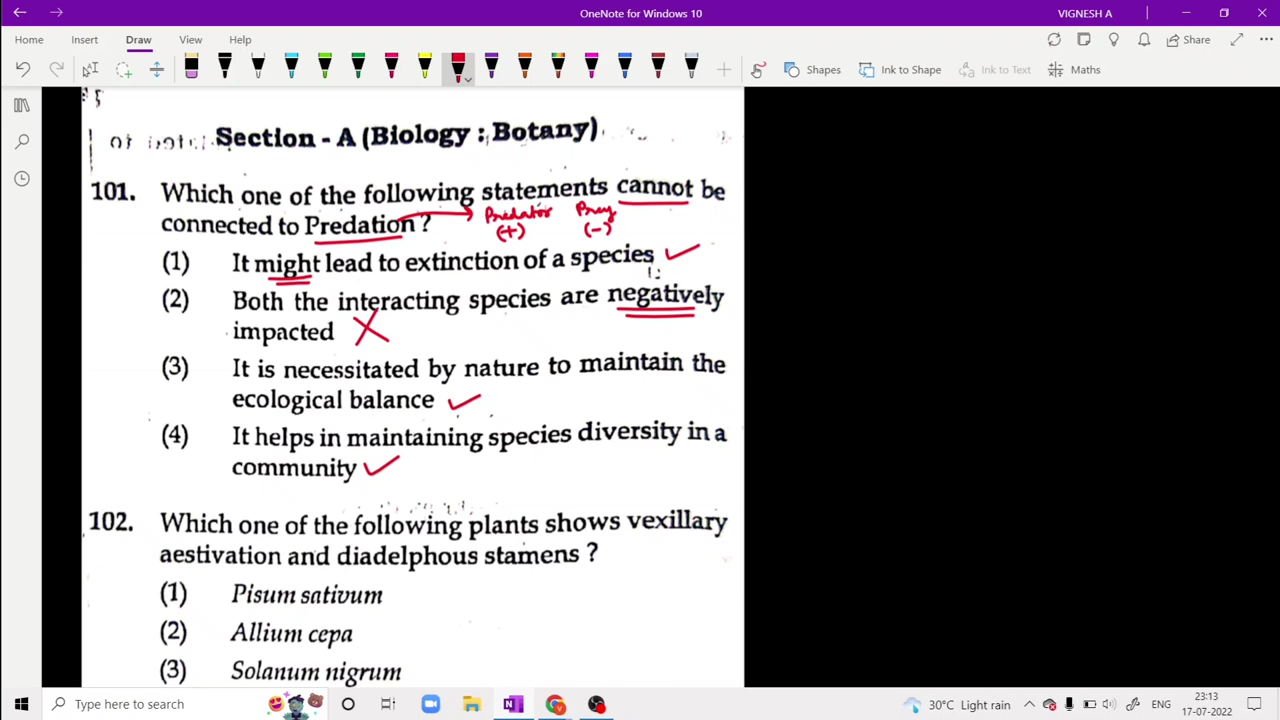 OneNote for Windows 10
VIGNESH A
Home Insert Draw View Help
Share
Shapes Ink to Shape Ink to Text Maths
Section - A (Biology : Botany)
101. Which one of the following statements cannot be
connected to Predation ?
Predator Prey
(+) (-)
(1) It might lead to extinction of a species
(2) Both the interacting species are negatively
impacted
(3) It is necessitated by nature to maintain the
ecological balance
(4) It helps in maintaining species diversity in a
community
102. Which one of the following plants shows vexillary
aestivation and diadelphous stamens ?
(1) Pisum sativum
(2) Allium cepa
(3) Solanum nigrum
Type here to search
30°C Light rain
ENG
23:13
17-07-2022